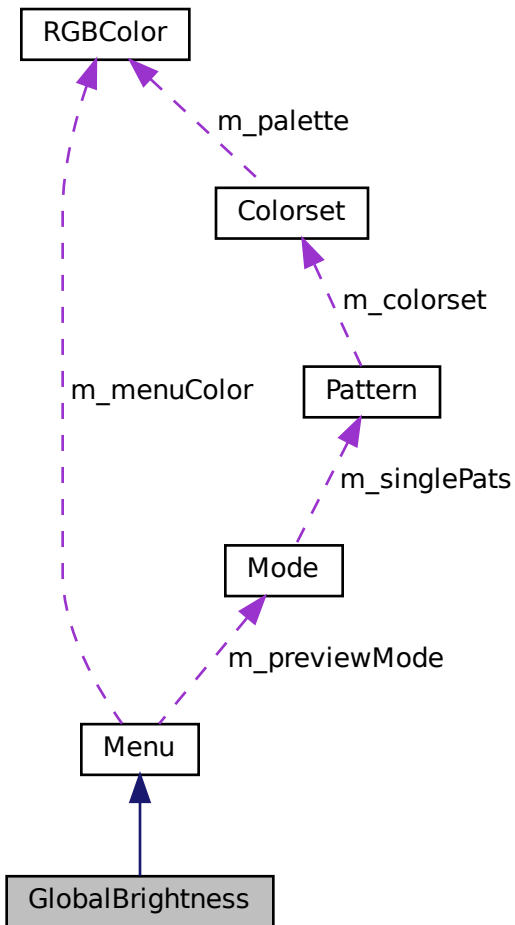 RGBColor
m_palette
Colorset
m_colorset
m_menuColor
Pattern
m_singlePats
Mode
m_previewMode
Menu
GlobalBrightness